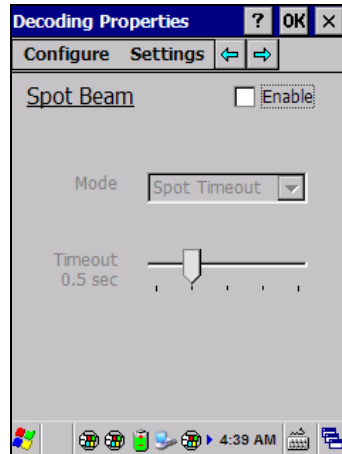 Decoding Properties ? OK ×
Configure Settings
Spot Beam Enable
Mode Spot Timeout
Timeout
0.5 sec
4:39 AM